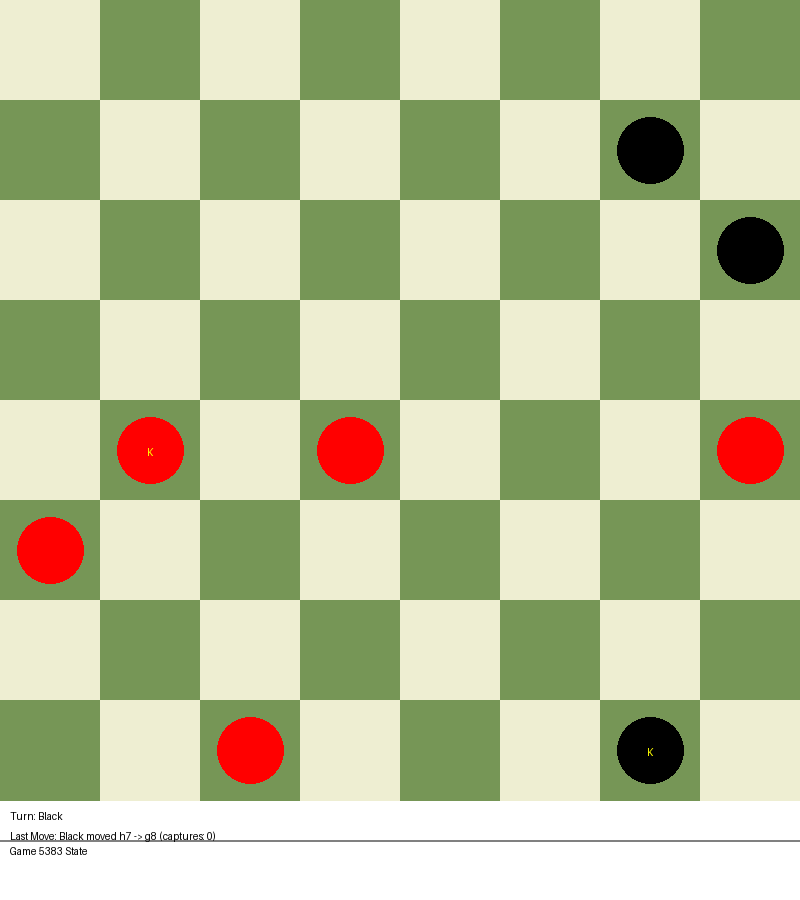 K
K
Turn: Black
Last Move: Black moved h7 -> g8 (captures: 0)
Game 5383 State